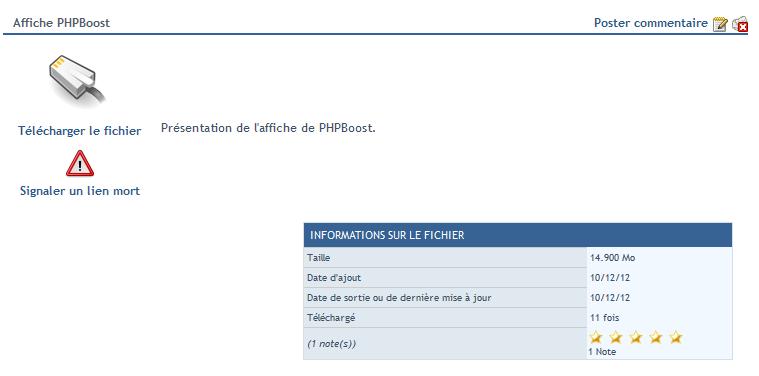 Affiche PHPBoost
Poster commentaire
Télécharger le fichier
Présentation de l'affiche de PHPBoost.
Signaler un lien mort
INFORMATIONS SUR LE FICHIER
Taille 14.900 Mo
Date d'ajout 10/12/12
Date de sortie ou de dernière mise à jour 10/12/12
Téléchargé 11 fois
(1 note(s))
1 Note